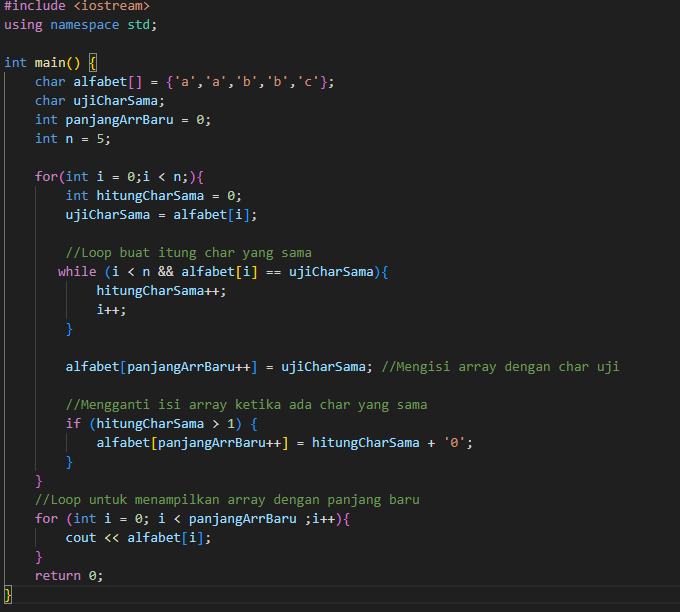 #include <iostream>
using namespace std;
int main() {
char alfabet[] = {'a','a','b','b','c'};
char ujiCharSama;
int panjangArrBaru = 0;
int n = 5;
for(int i = 0;i < n;){
int hitungCharSama = 0;
ujiCharSama = alfabet[i];
//Loop buat itung char yang sama
while (i < n && alfabet[i] == ujiCharSama){
hitungCharSama++;
i++;
}
alfabet[panjangArrBaru++] = ujiCharSama; //Mengisi array dengan char uji
//Mengganti isi array ketika ada char yang sama
if (hitungCharSama > 1) {
alfabet[panjangArrBaru++] = hitungCharSama + '0';
}
}
//Loop untuk menampilkan array dengan panjang baru
for (int i = 0; i < panjangArrBaru ;i++){
cout << alfabet[i];
}
return 0;
}